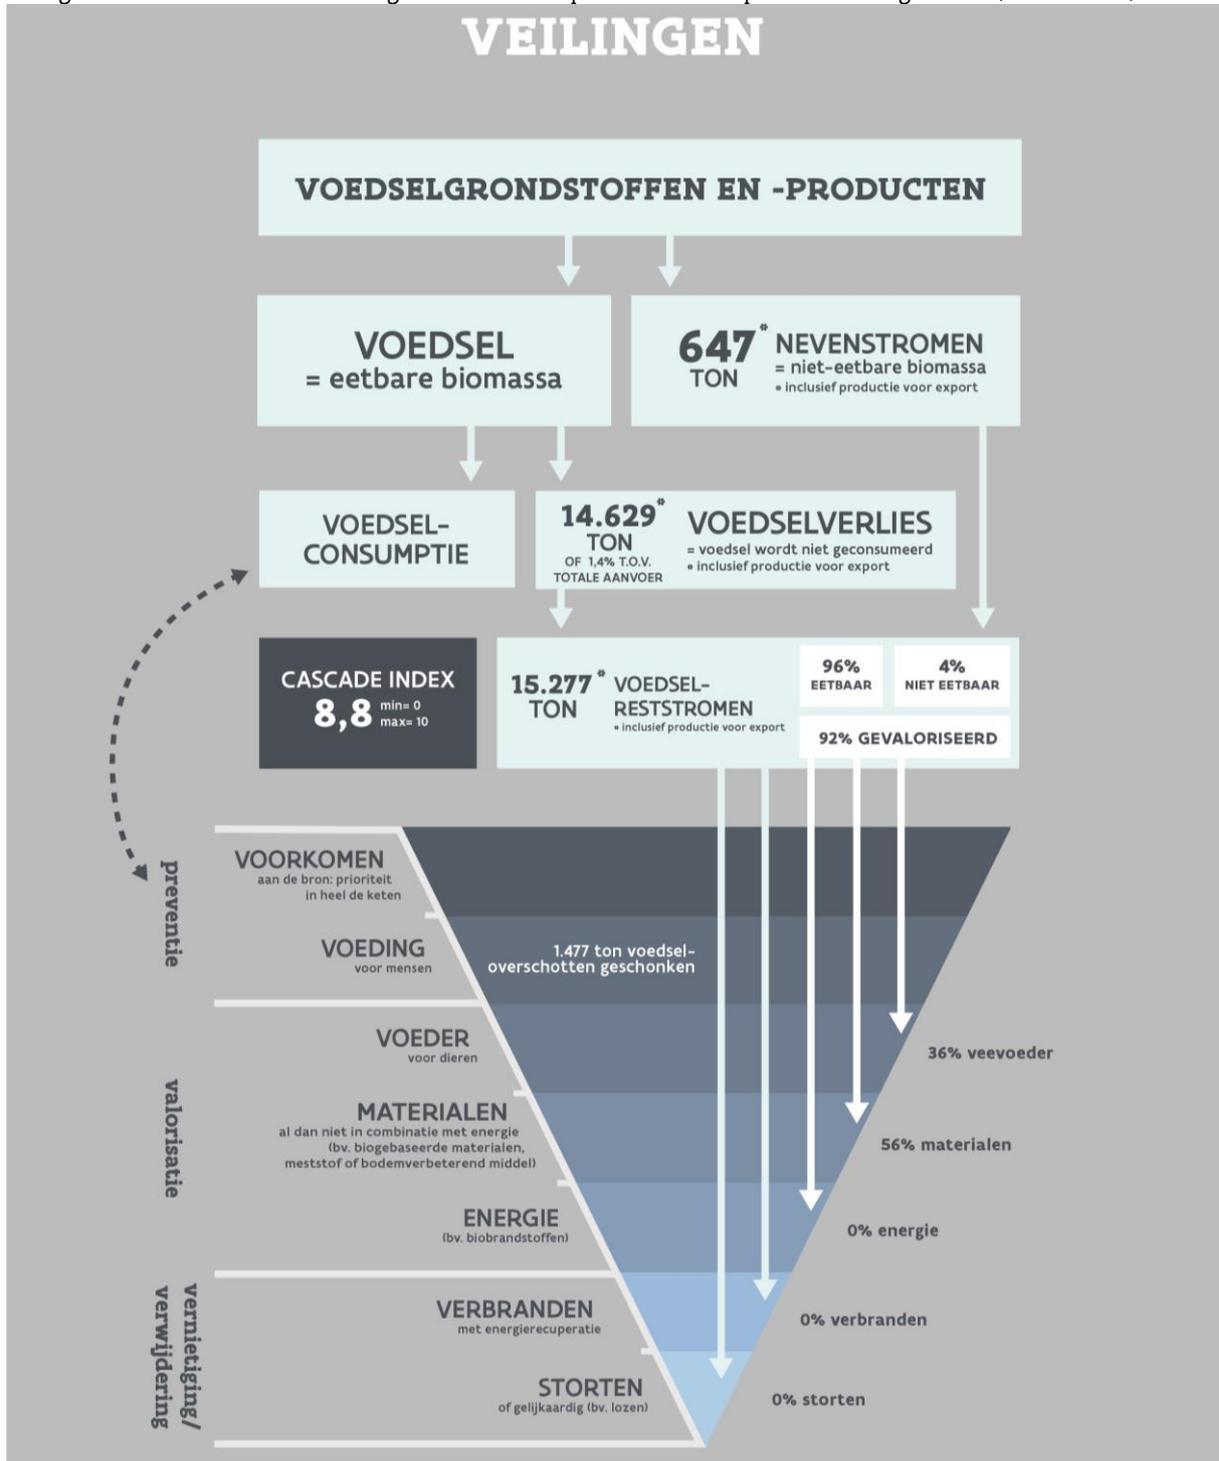 VEILINGEN
VOEDSELGRONDSTOFFEN EN -PRODUCTEN
VOEDSEL
= eetbare biomassa
647*
TON
NEVENSTROMEN
= niet-eetbare biomassa
* inclusief productie voor export
VOEDSEL-
CONSUMPTIE
14.629*
TON
OF 1,4% T.O.V.
TOTALE AANVOER
VOEDSELVERLIES
= voedsel wordt niet geconsumeerd
* inclusief productie voor export
CASCADE INDEX
8,8
min= 0
max= 10
15.277*
TON
VOEDSEL-
RESTSTROMEN
* inclusief productie voor export
96%
EETBAAR
4%
NIET EETBAAR
92% GEVALORISEERD
preventie
VOORKOMEN
aan de bron: prioriteit
in heel de keten
VOEDING
voor mensen
1.477 ton voedsel-
overschotten geschonken
valorisatie
VOEDER
voor dieren
36% veevoeder
MATERIALEN
al dan niet in combinatie met energie
(bv. biogebaseerde materialen,
meststof of bodemverbeterend middel)
56% materialen
ENERGIE
(bv. biobrandstoffen)
0% energie
vernietiging/
verwijdering
VERBRANDEN
met energierecuperatie
0% verbranden
STORTEN
of gelijkaardig (bv. lozen)
0% storten